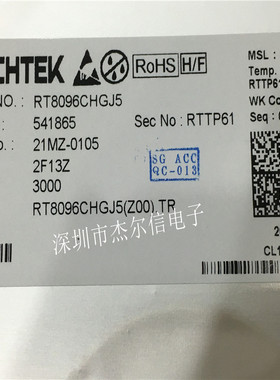 CHTEK
RoHS H/F
MSL :
Temp.
RTTP61
WK Co
Seq :
NO. : RT8096CHGJ5
: 541865 Sec No : RTTP61
: 21MZ-0105
2F13Z
3000
SG ACC
QC-013
RT8096CHGJ5(Z00) TR
深圳市杰尔信电子
CL1